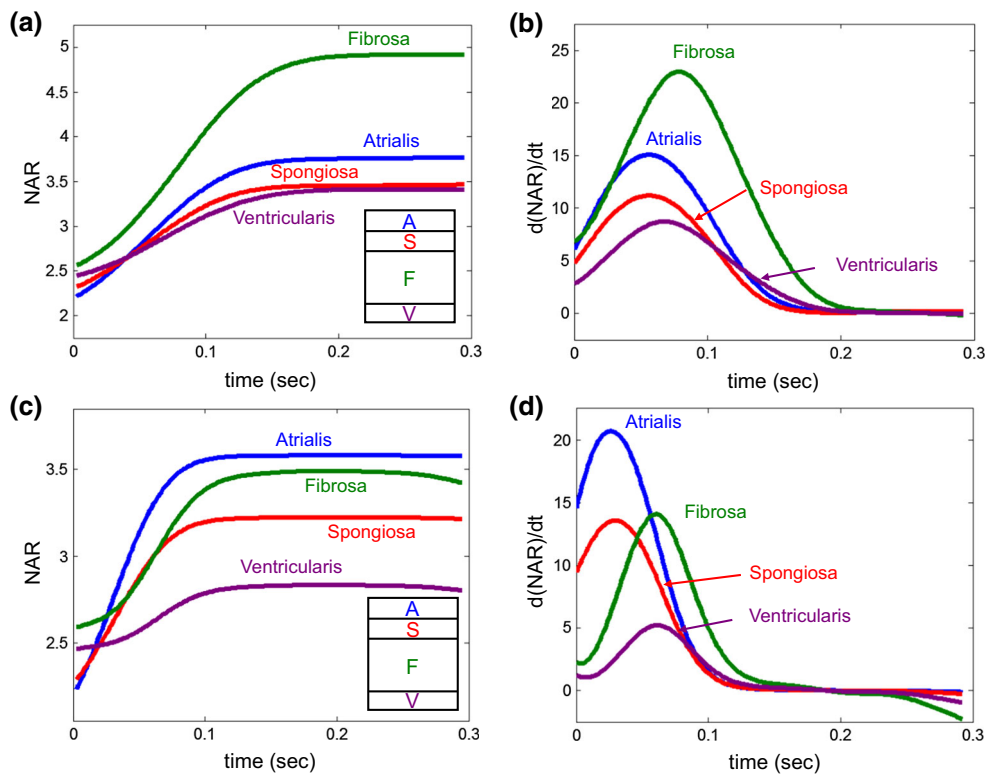 (a)
NAR
5
4.5
4
3.5
3
2.5
2
Fibrosa
Atrialis
Spongiosa
Ventricularis
A
S
F
V
0 0.1 0.2 0.3
time (sec)
(b)
d(NAR)/dt
25
20
15
10
5
0
Fibrosa
Atrialis
Spongiosa
Ventricularis
0 0.1 0.2 0.3
time (sec)
(c)
NAR
3.5
3
2.5
Atrialis
Fibrosa
Spongiosa
Ventricularis
A
S
F
V
0 0.1 0.2 0.3
time (sec)
(d)
d(NAR)/dt
20
15
10
5
0
Atrialis
Fibrosa
Spongiosa
Ventricularis
0 0.1 0.2 0.3
time (sec)